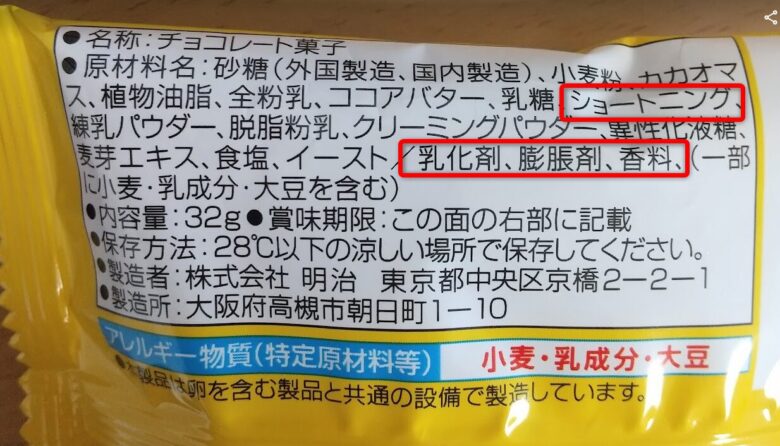 ●名称：チョコレート菓子
●原材料名：砂糖（外国製造、国内製造）、小麦粉、カカオマ
ス、植物油脂、全粉乳、ココアバター、乳糖、ショートニング、
練乳パウダー、脱脂粉乳、クリーミングパウダー、異性化液糖、
麦芽エキス、食塩、イースト／乳化剤、膨脹剤、香料、（一部
に小麦・乳成分・大豆を含む）
●内容量：32g●賞味期限：この面の右部に記載
●保存方法：28℃以下の涼しい場所で保存してください。
●製造者：株式会社 明治 東京都中央区京橋2－2－1
●製造所：大阪府高槻市朝日町1－10
アレルギー物質（特定原材料等） 小麦・乳成分・大豆
●本製品は卵を含む製品と共通の設備で製造しています。